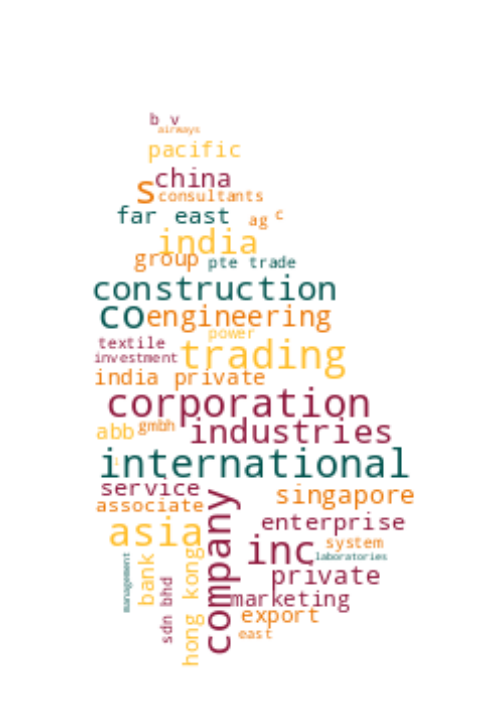 b v
airways
pacific
china
s consultants
far east ag c
india
group pte trade
construction
co engineering
power
textile trading
investment
india private
corporation
abb gmbh industries
international
service singapore
associate enterprise
asia inc system
laboratories
company private
management bank sdn bhd hong kong marketing
export
east